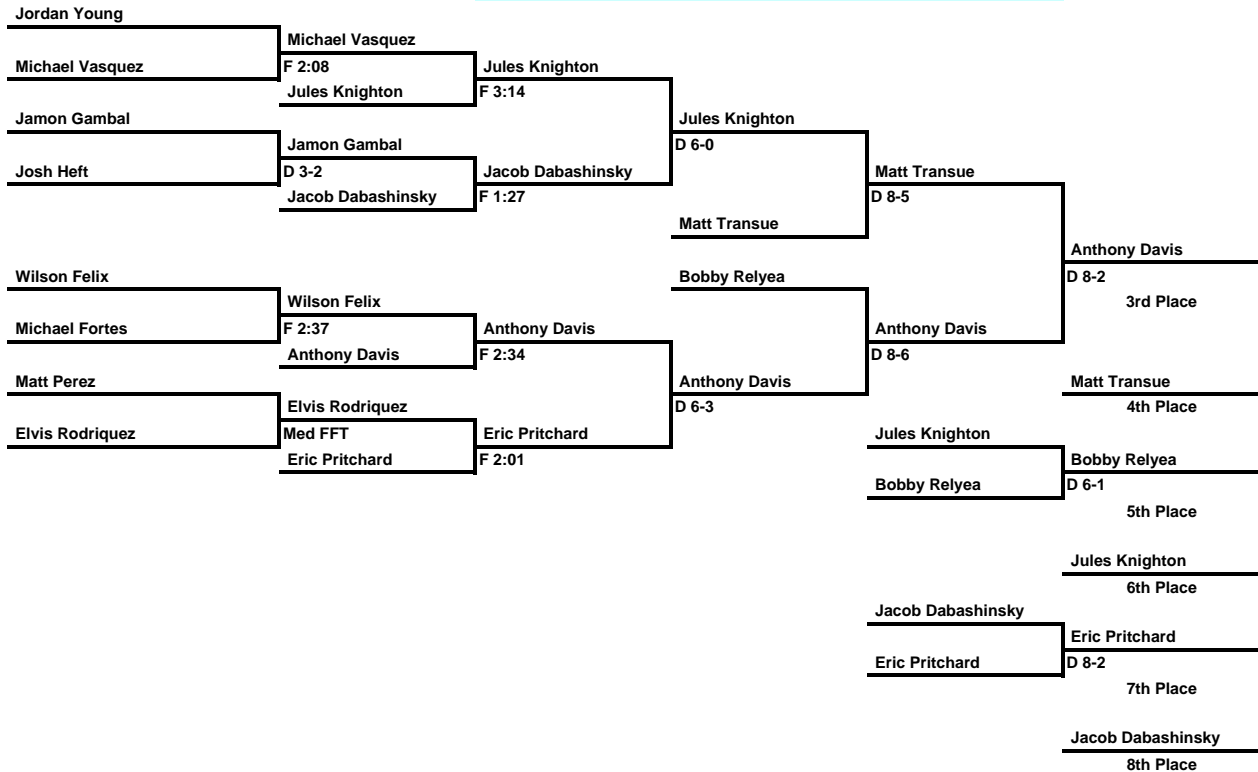 Jordan Young
Michael Vasquez
Michael Vasquez
F 2:08
Jules Knighton
Jules Knighton
F 3:14
Jamon Gambal
Jules Knighton
D 6-0
Jamon Gambal
Josh Heft
D 3-2
Jacob Dabashinsky
Matt Transue
D 8-5
Jacob Dabashinsky
F 1:27
Matt Transue
Anthony Davis
D 8-2
3rd Place
Wilson Felix
Bobby Relyea
Wilson Felix
Michael Fortes
F 2:37
Anthony Davis
Anthony Davis
D 8-6
Anthony Davis
F 2:34
Matt Perez
Anthony Davis
D 6-3
Matt Transue
4th Place
Elvis Rodriquez
Elvis Rodriquez
Med FFT
Eric Pritchard
F 2:01
Jules Knighton
Eric Pritchard
Bobby Relyea
D 6-1
Bobby Relyea
5th Place
Jules Knighton
6th Place
Jacob Dabashinsky
Eric Pritchard
Eric Pritchard
D 8-2
7th Place
Jacob Dabashinsky
8th Place